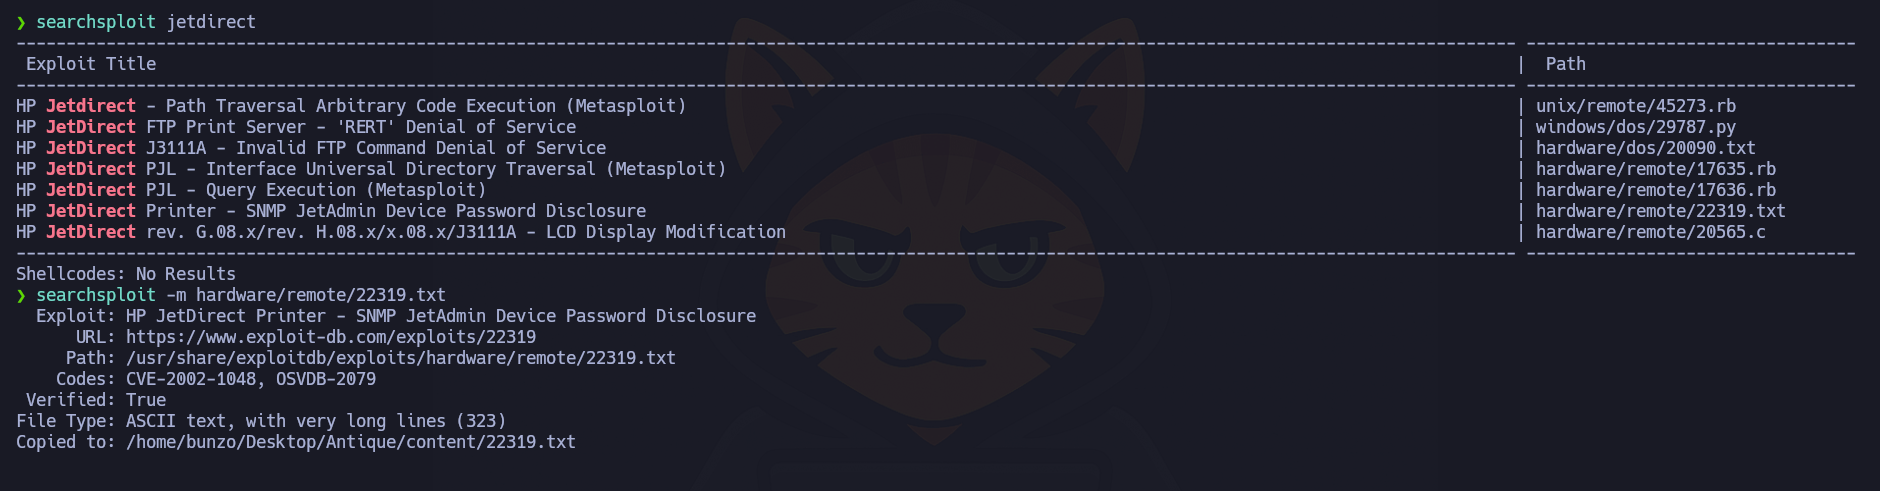 ❯ searchsploit jetdirect
---------------------------------------------------------------------------------------------------------------------------------------------------- ---------------------------------
Exploit Title | Path
---------------------------------------------------------------------------------------------------------------------------------------------------- ---------------------------------
HP Jetdirect - Path Traversal Arbitrary Code Execution (Metasploit) | unix/remote/45273.rb
HP JetDirect FTP Print Server - 'RERT' Denial of Service | windows/dos/29787.py
HP JetDirect J3111A - Invalid FTP Command Denial of Service | hardware/dos/20090.txt
HP JetDirect PJL - Interface Universal Directory Traversal (Metasploit) | hardware/remote/17635.rb
HP JetDirect PJL - Query Execution (Metasploit) | hardware/remote/17636.rb
HP JetDirect Printer - SNMP JetAdmin Device Password Disclosure | hardware/remote/22319.txt
HP JetDirect rev. G.08.x/rev. H.08.x/x.08.x/J3111A - LCD Display Modification | hardware/remote/20565.c
---------------------------------------------------------------------------------------------------------------------------------------------------- ---------------------------------
Shellcodes: No Results
❯ searchsploit -m hardware/remote/22319.txt
Exploit: HP JetDirect Printer - SNMP JetAdmin Device Password Disclosure
URL: https://www.exploit-db.com/exploits/22319
Path: /usr/share/exploitdb/exploits/hardware/remote/22319.txt
Codes: CVE-2002-1048, OSVDB-2079
Verified: True
File Type: ASCII text, with very long lines (323)
Copied to: /home/bunzo/Desktop/Antique/content/22319.txt